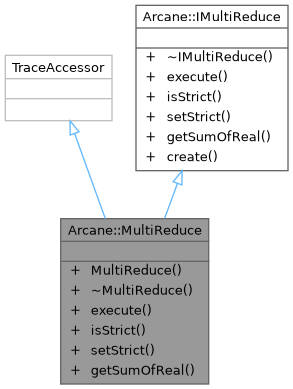 Arcane::IMultiReduce
+ ~IMultiReduce()
+ execute()
+ isStrict()
+ setStrict()
+ getSumOfReal()
+ create()
TraceAccessor
Arcane::MultiReduce
+ MultiReduce()
+ ~MultiReduce()
+ execute()
+ isStrict()
+ setStrict()
+ getSumOfReal()